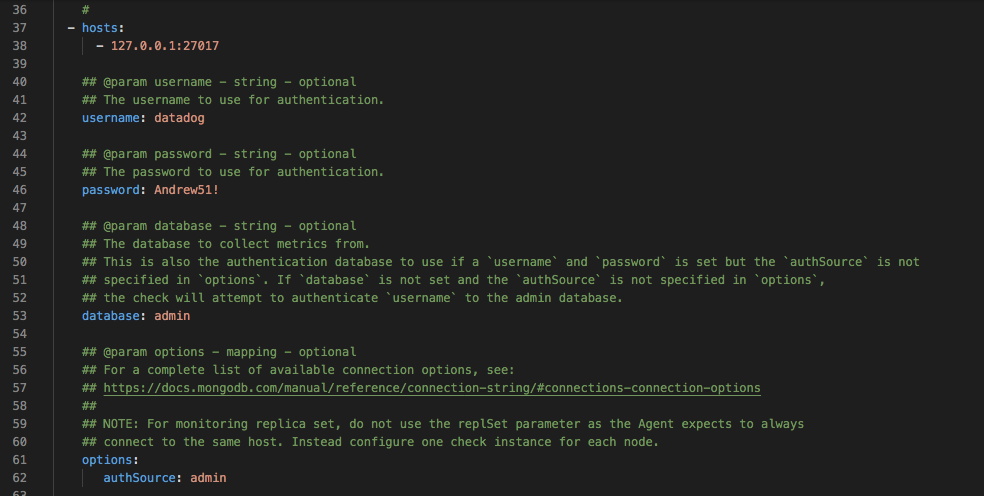 36 #
37 - hosts:
38 - 127.0.0.1:27017
39
40 ## @param username - string - optional
41 ## The username to use for authentication.
42 username: datadog
43
44 ## @param password - string - optional
45 ## The password to use for authentication.
46 password: Andrew51!
47
48 ## @param database - string - optional
49 ## The database to collect metrics from.
50 ## This is also the authentication database to use if a `username` and `password` is set but the `authSource` is not
51 ## specified in `options`. If `database` is not set and the `authSource` is not specified in `options`,
52 ## the check will attempt to authenticate `username` to the admin database.
53 database: admin
54
55 ## @param options - mapping - optional
56 ## For a complete list of available connection options, see:
57 ## https://docs.mongodb.com/manual/reference/connection-string/#connections-connection-options
58 ##
59 ## NOTE: For monitoring replica set, do not use the replSet parameter as the Agent expects to always
60 ## connect to the same host. Instead configure one check instance for each node.
61 options:
62 authSource: admin
63